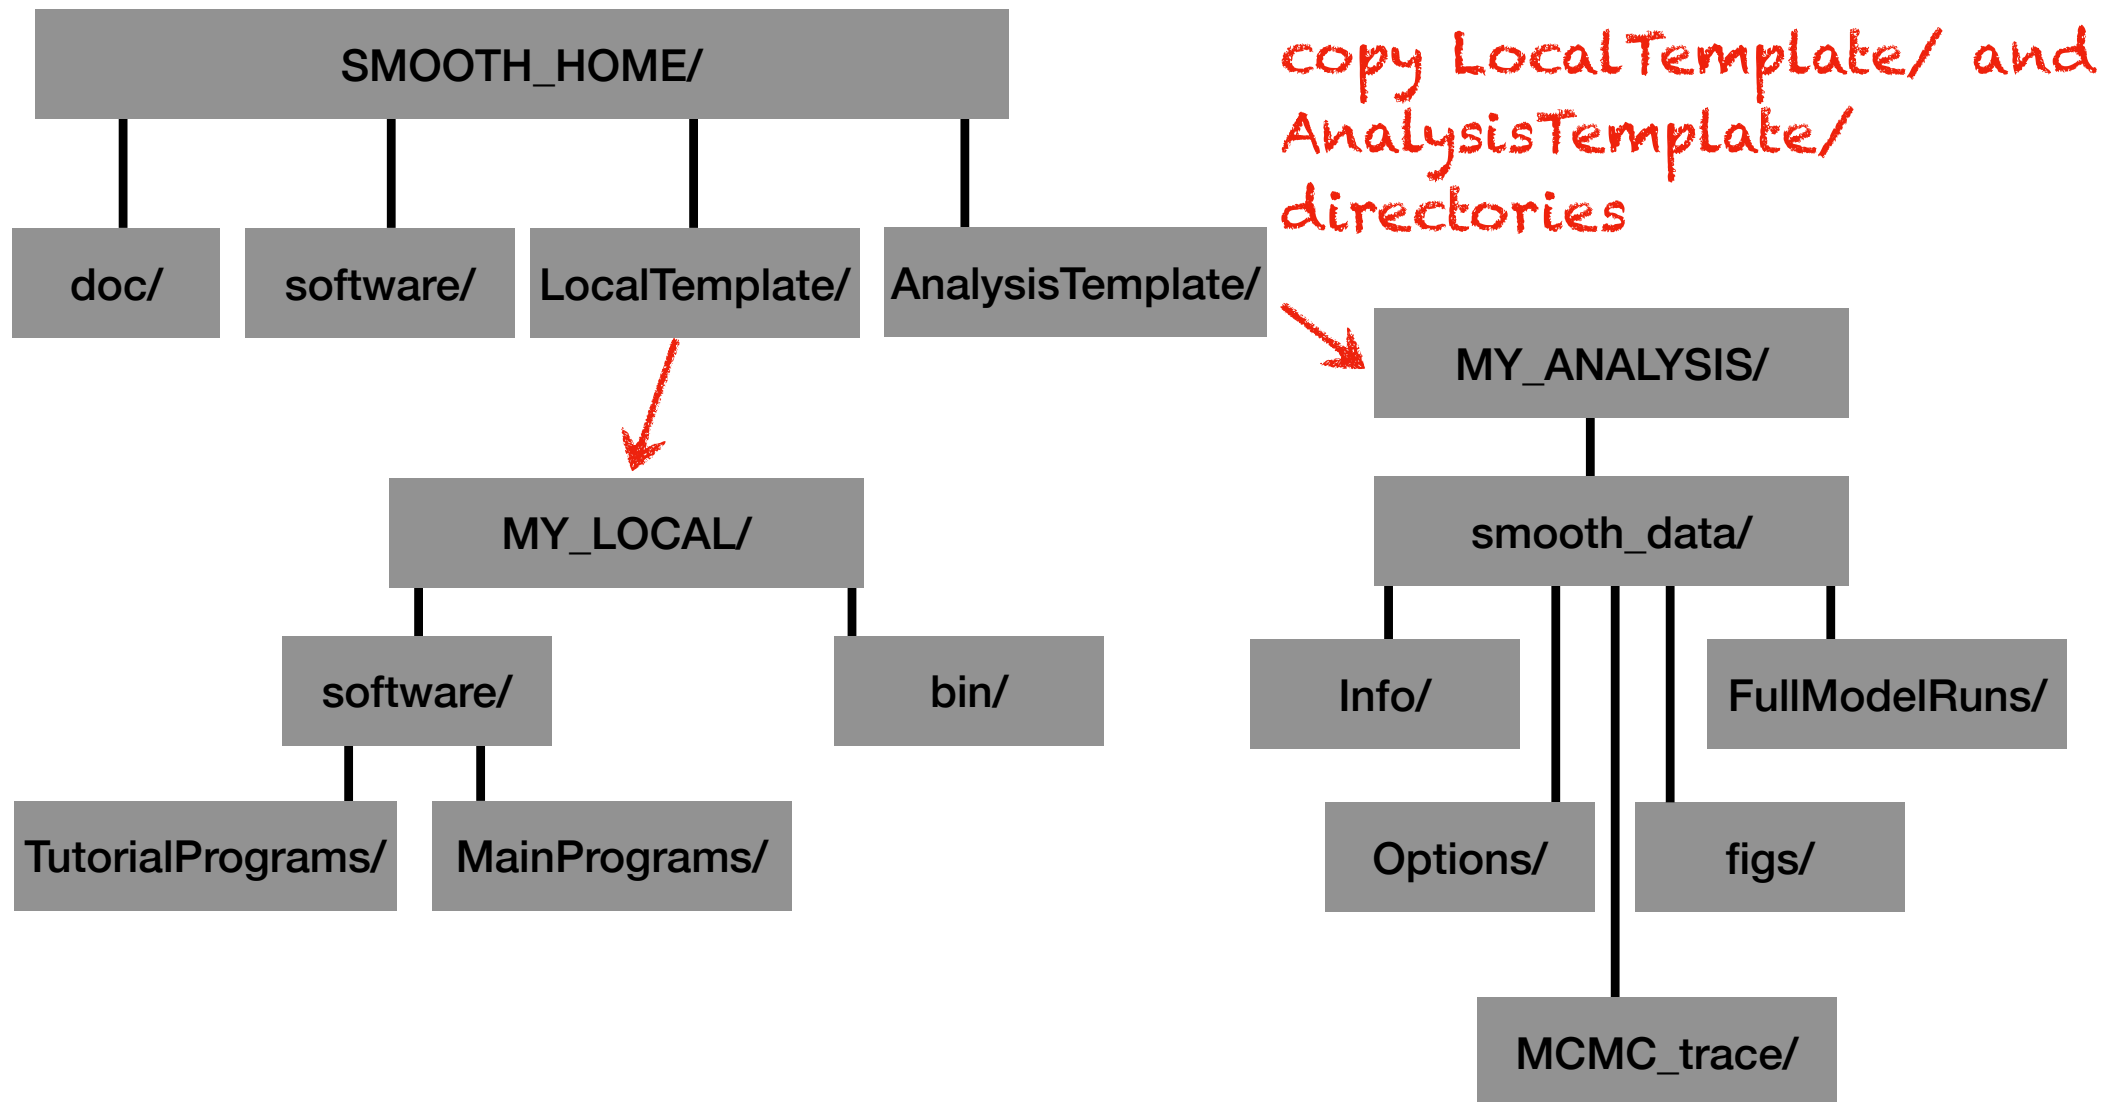 SMOOTH_HOME/
copy LocalTemplate/ and
AnalysisTemplate/
directories
doc/
software/
LocalTemplate/
AnalysisTemplate/
MY_ANALYSIS/
MY_LOCAL/
smooth_data/
software/
bin/
Info/
FullModelRuns/
TutorialPrograms/
MainPrograms/
Options/
figs/
MCMC_trace/